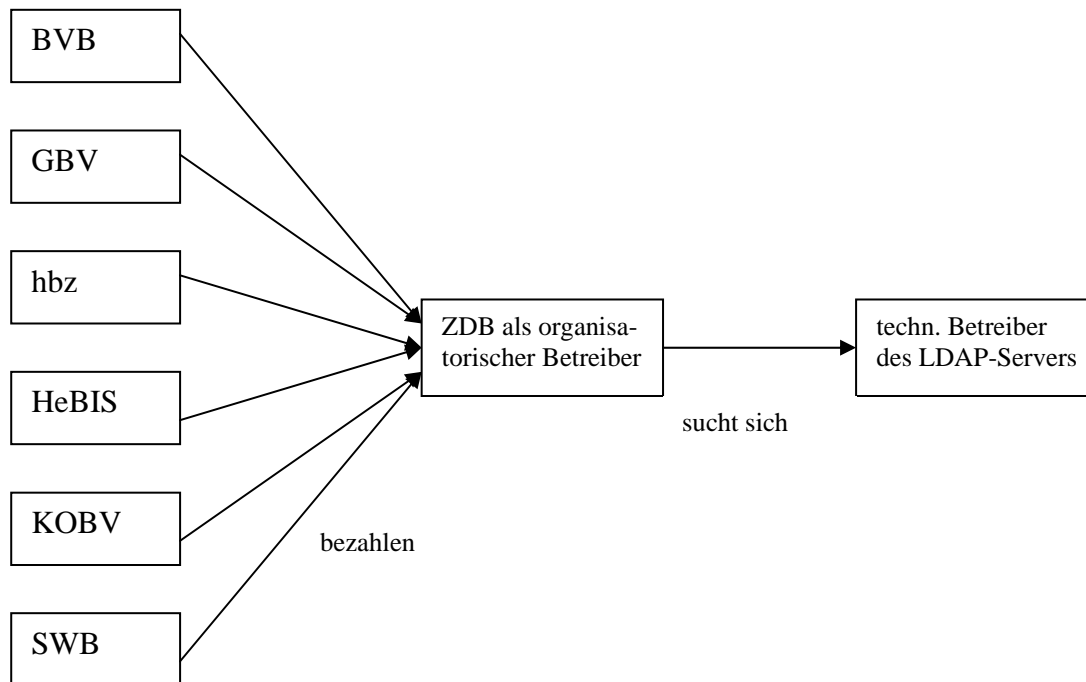 BVB
GBV
hbz
HeBIS
KOBV
SWB
bezahlen
ZDB als organisa-
torischer Betreiber
sucht sich
techn. Betreiber
des LDAP-Servers